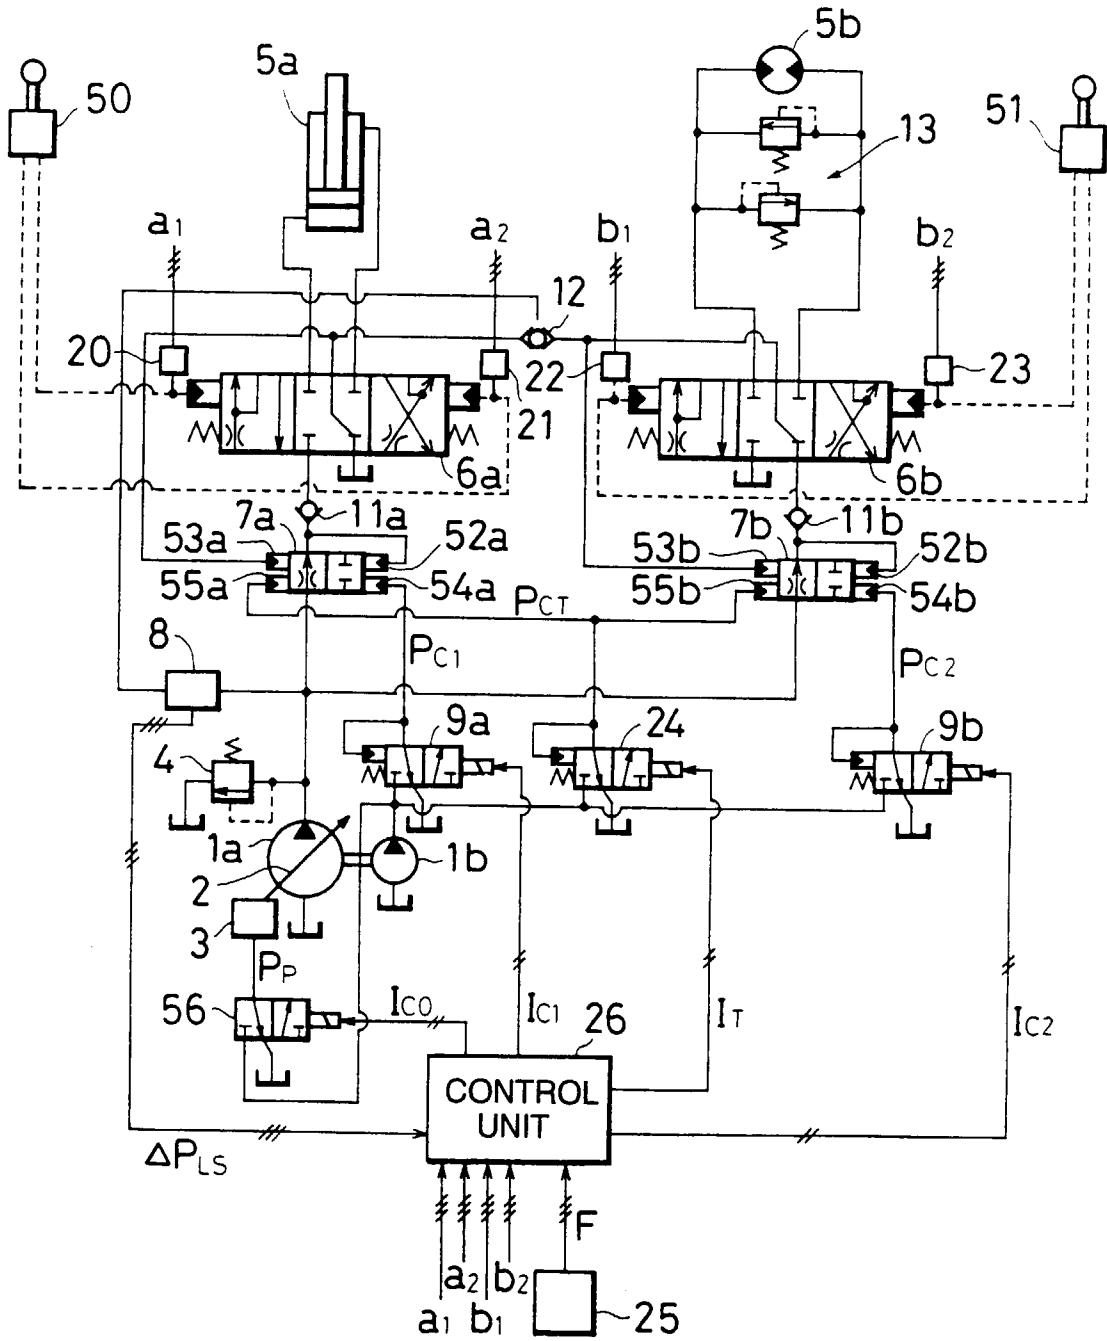 5b
5a
50
51
13
a1
a2
b1
b2
12
20
21
22
23
6a
6b
7a
11a
7b
11b
53a
52a
53b
52b
55a
54a
55b
54b
PCT
8
PC1
PC2
9a
24
9b
4
1a
1b
2
3
PP
56
IC0
IC1
26
IT
IC2
CONTROL
UNIT
ΔPLS
F
a2 b2
a1 b1
25